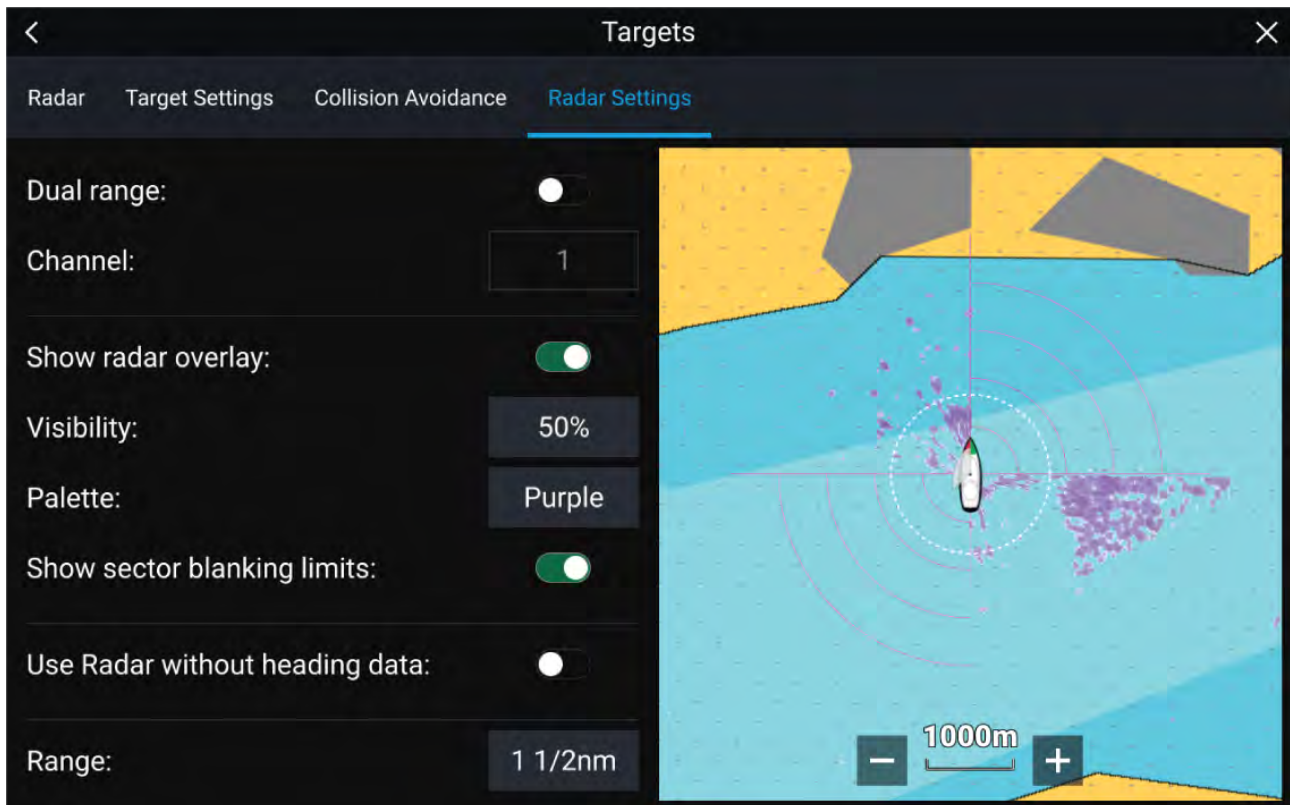 Targets
Radar
Target Settings
Collision Avoidance
Radar Settings
Dual range:
Channel:
1
Show radar overlay:
Visibility:
50%
Palette:
Purple
Show sector blanking limits:
Use Radar without heading data:
Range:
1 1/2nm
1000m